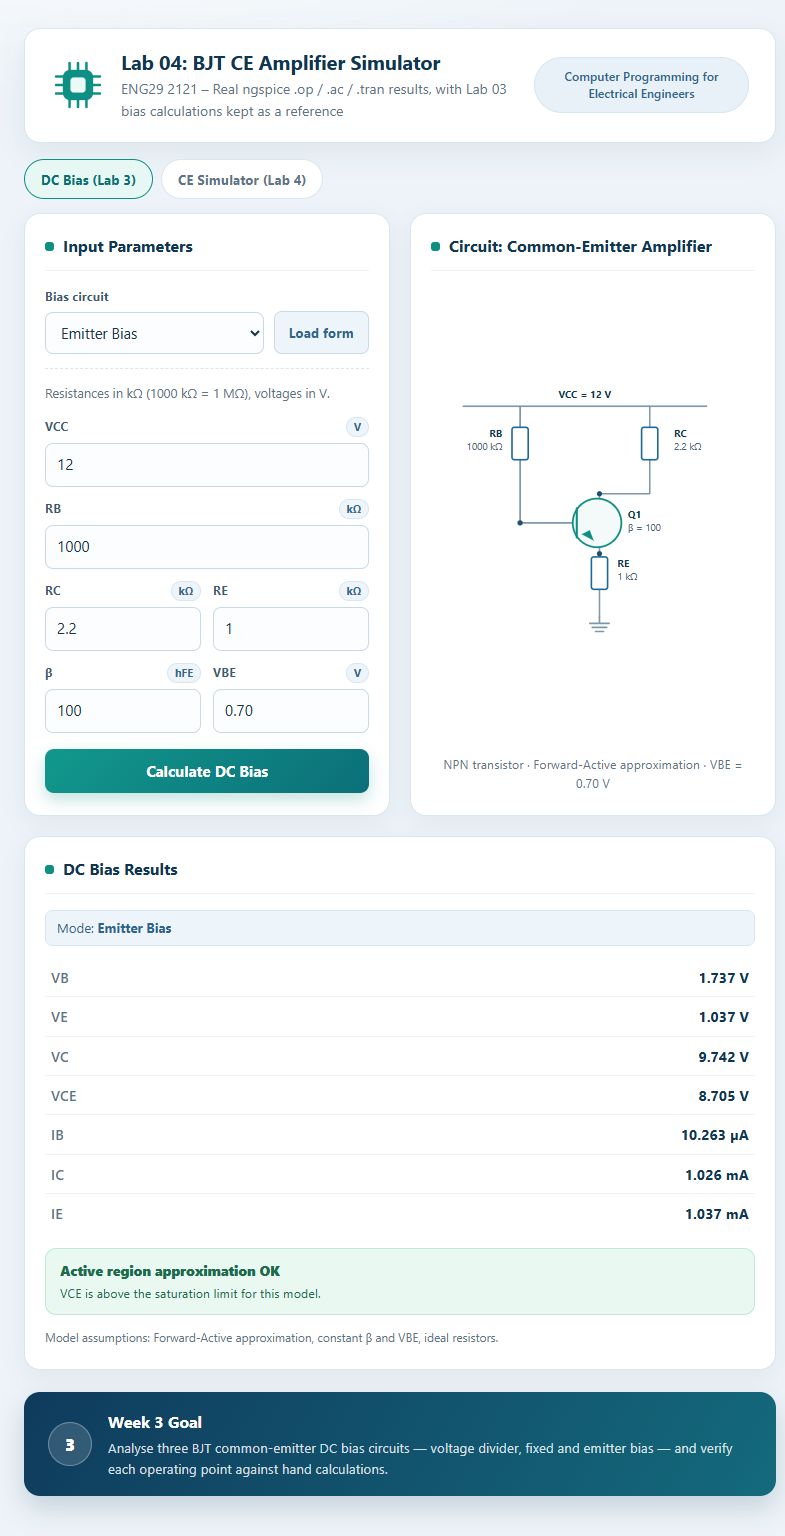 Lab 04: BJT CE Amplifier Simulator
ENG29 2121 – Real ngspice .op / .ac / .tran results, with Lab 03
bias calculations kept as a reference
Computer Programming for
Electrical Engineers
DC Bias (Lab 3)
CE Simulator (Lab 4)
Input Parameters
Bias circuit
Emitter Bias
Load form
Resistances in kΩ (1000 kΩ = 1 MΩ), voltages in V.
VCC V
12
RB kΩ
1000
RC kΩ RE kΩ
2.2 1
β hFE VBE V
100 0.70
Calculate DC Bias
Circuit: Common-Emitter Amplifier
VCC = 12 V
RB
1000 kΩ
RC
2.2 kΩ
Q1
β = 100
RE
1 kΩ
NPN transistor · Forward-Active approximation · VBE =
0.70 V
DC Bias Results
Mode: Emitter Bias
VB 1.737 V
VE 1.037 V
VC 9.742 V
VCE 8.705 V
IB 10.263 µA
IC 1.026 mA
IE 1.037 mA
Active region approximation OK
VCE is above the saturation limit for this model.
Model assumptions: Forward-Active approximation, constant β and VBE, ideal resistors.
3
Week 3 Goal
Analyse three BJT common-emitter DC bias circuits — voltage divider, fixed and emitter bias — and verify
each operating point against hand calculations.